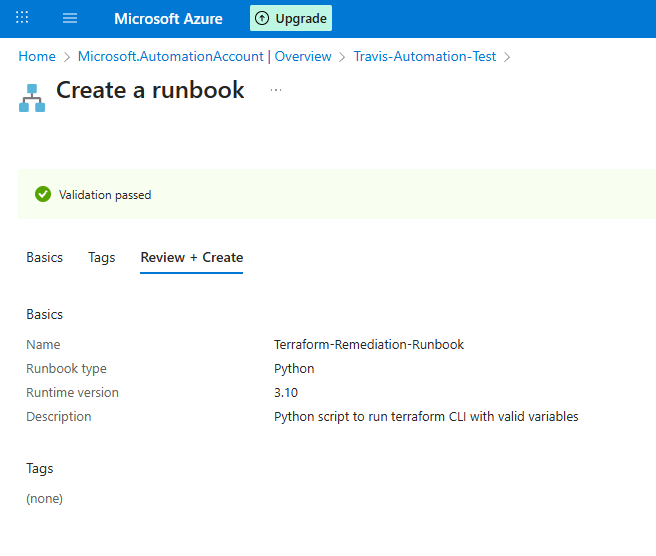 Microsoft Azure Upgrade
Home > Microsoft.AutomationAccount | Overview > Travis-Automation-Test >
Create a runbook ...
Validation passed
Basics Tags Review + Create
Basics
Name Terraform-Remediation-Runbook
Runbook type Python
Runtime version 3.10
Description Python script to run terraform CLI with valid variables
Tags
(none)